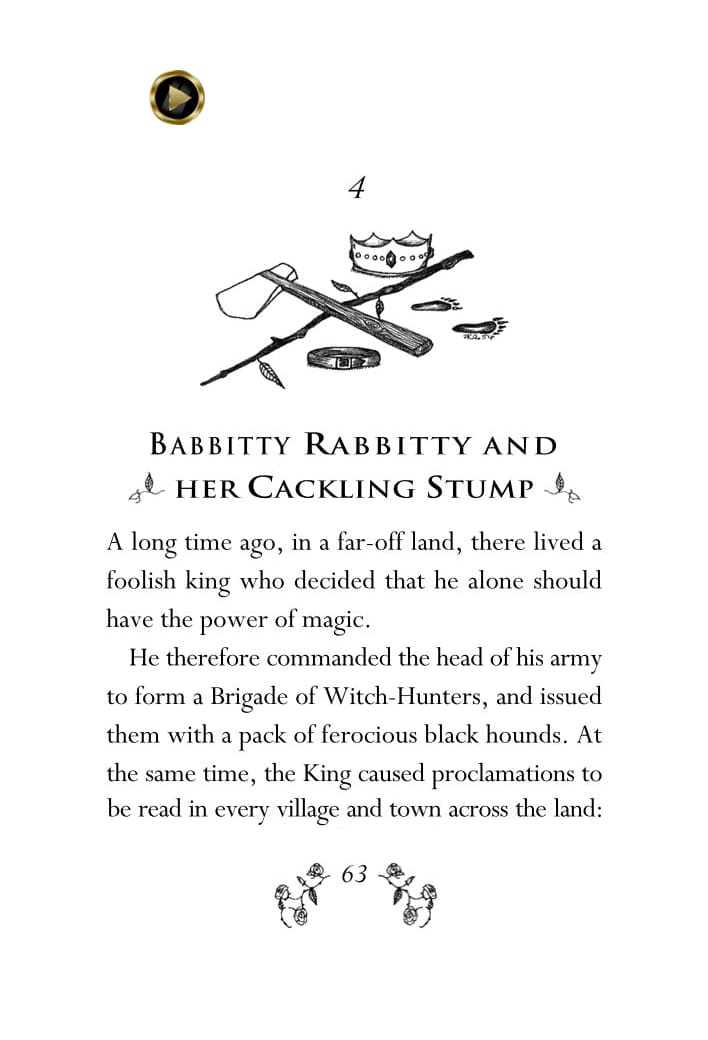 4
BABBITTY RABBITTY AND
HER CACKLING STUMP
A long time ago, in a far-off land, there lived a
foolish king who decided that he alone should
have the power of magic.
He therefore commanded the head of his army
to form a Brigade of Witch-Hunters, and issued
them with a pack of ferocious black hounds. At
the same time, the King caused proclamations to
be read in every village and town across the land:
63